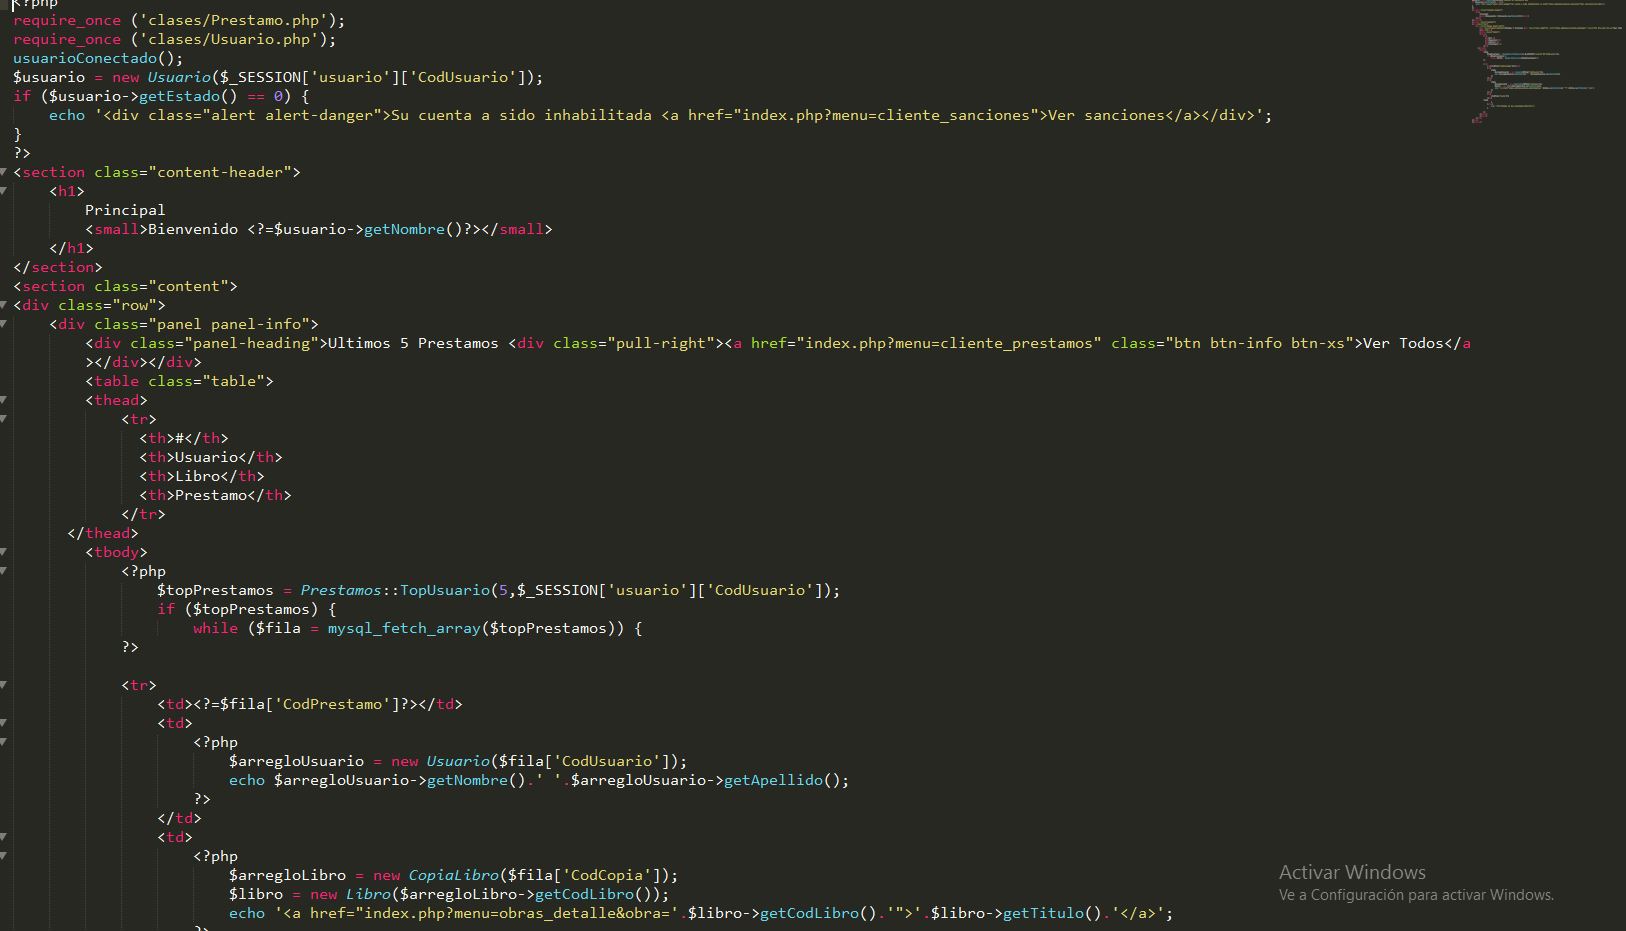 <?php
require_once ('clases/Prestamo.php');
require_once ('clases/Usuario.php');
usuarioConectado();
$usuario = new Usuario($_SESSION['usuario']['CodUsuario']);
if ($usuario->getEstado() == 0) {
    echo '<div class="alert alert-danger">Su cuenta a sido inhabilitada <a href="index.php?menu=cliente_sanciones">Ver sanciones</a></div>';
}
?>
<section class="content-header">
    <h1>
        Principal
        <small>Bienvenido <?=$usuario->getNombre()?></small>
    </h1>
</section>
<section class="content">
<div class="row">
    <div class="panel panel-info">
        <div class="panel-heading">Ultimos 5 Prestamos <div class="pull-right"><a href="index.php?menu=cliente_prestamos" class="btn btn-info btn-xs">Ver Todos</a
        ></div></div>
        <table class="table">
        <thead>
            <tr>
              <th>#</th>
              <th>Usuario</th>
              <th>Libro</th>
              <th>Prestamo</th>
            </tr>
      </thead>
        <tbody>
            <?php
                $topPrestamos = Prestamos::TopUsuario(5,$_SESSION['usuario']['CodUsuario']);
                if ($topPrestamos) {
                    while ($fila = mysql_fetch_array($topPrestamos)) {
            ?>
            <tr>
                <td><?=$fila['CodPrestamo']?></td>
                <td>
                    <?php
                        $arregloUsuario = new Usuario($fila['CodUsuario']);
                        echo $arregloUsuario->getNombre().' '.$arregloUsuario->getApellido();
                    ?>
                </td>
                <td>
                    <?php
                        $arregloLibro = new CopiaLibro($fila['CodCopia']);
                        $libro = new Libro($arregloLibro->getCodLibro());
                        echo '<a href="index.php?menu=obras_detalle&obra='.$libro->getCodLibro().'">'.$libro->getTitulo().'</a>';
                    ?>
Activar Windows
Ve a Configuración para activar Windows.